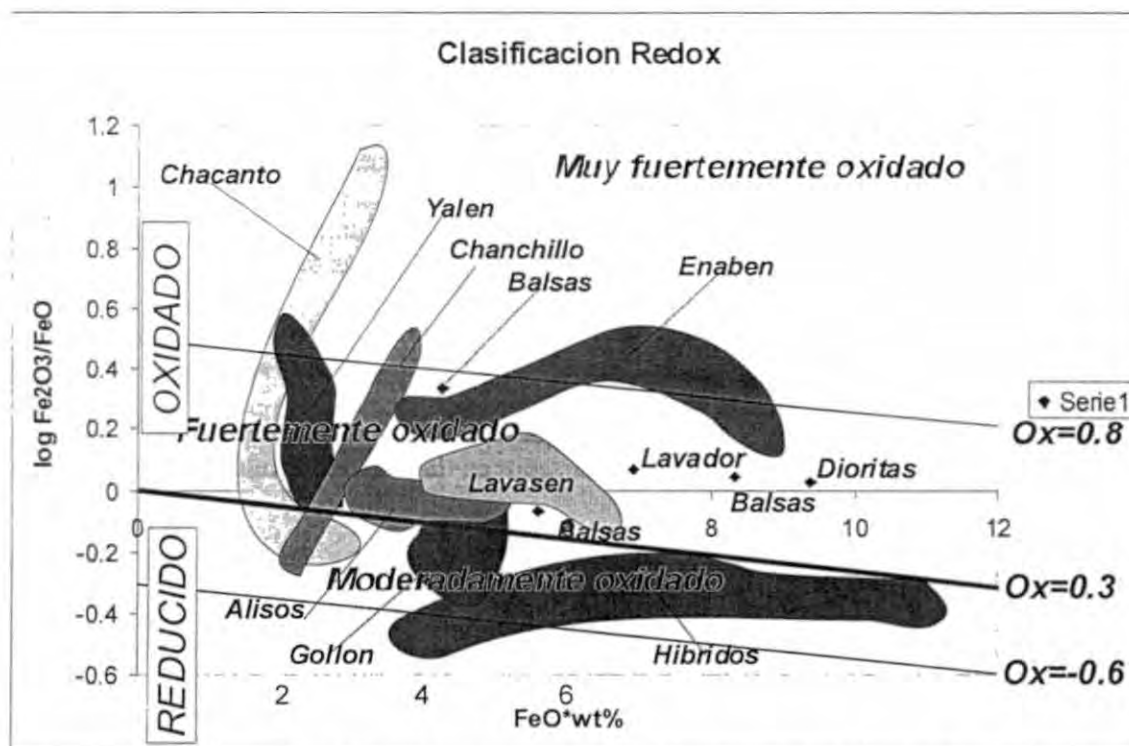 Clasificacion Redox
1.2
1
0.8
0.6
0.4
0.2
0
-0.2
-0.4
-0.6
log Fe2O3/FeO
OXIDADO
REDUCIDO
Muy fuertemente oxidado
Chacanto
Yalen
Chanchillo
Balsas
Enaben
Serie1
Ox=0.8
Fuertemente oxidado
Lavador
Dioritas
Lavasen
Balsas
0
8
10
12
Balsas
Moderadamente oxidado
Ox=0.3
Alisos
Gollon
Hibridos
Ox=-0.6
2
4
6
FeO*wt%